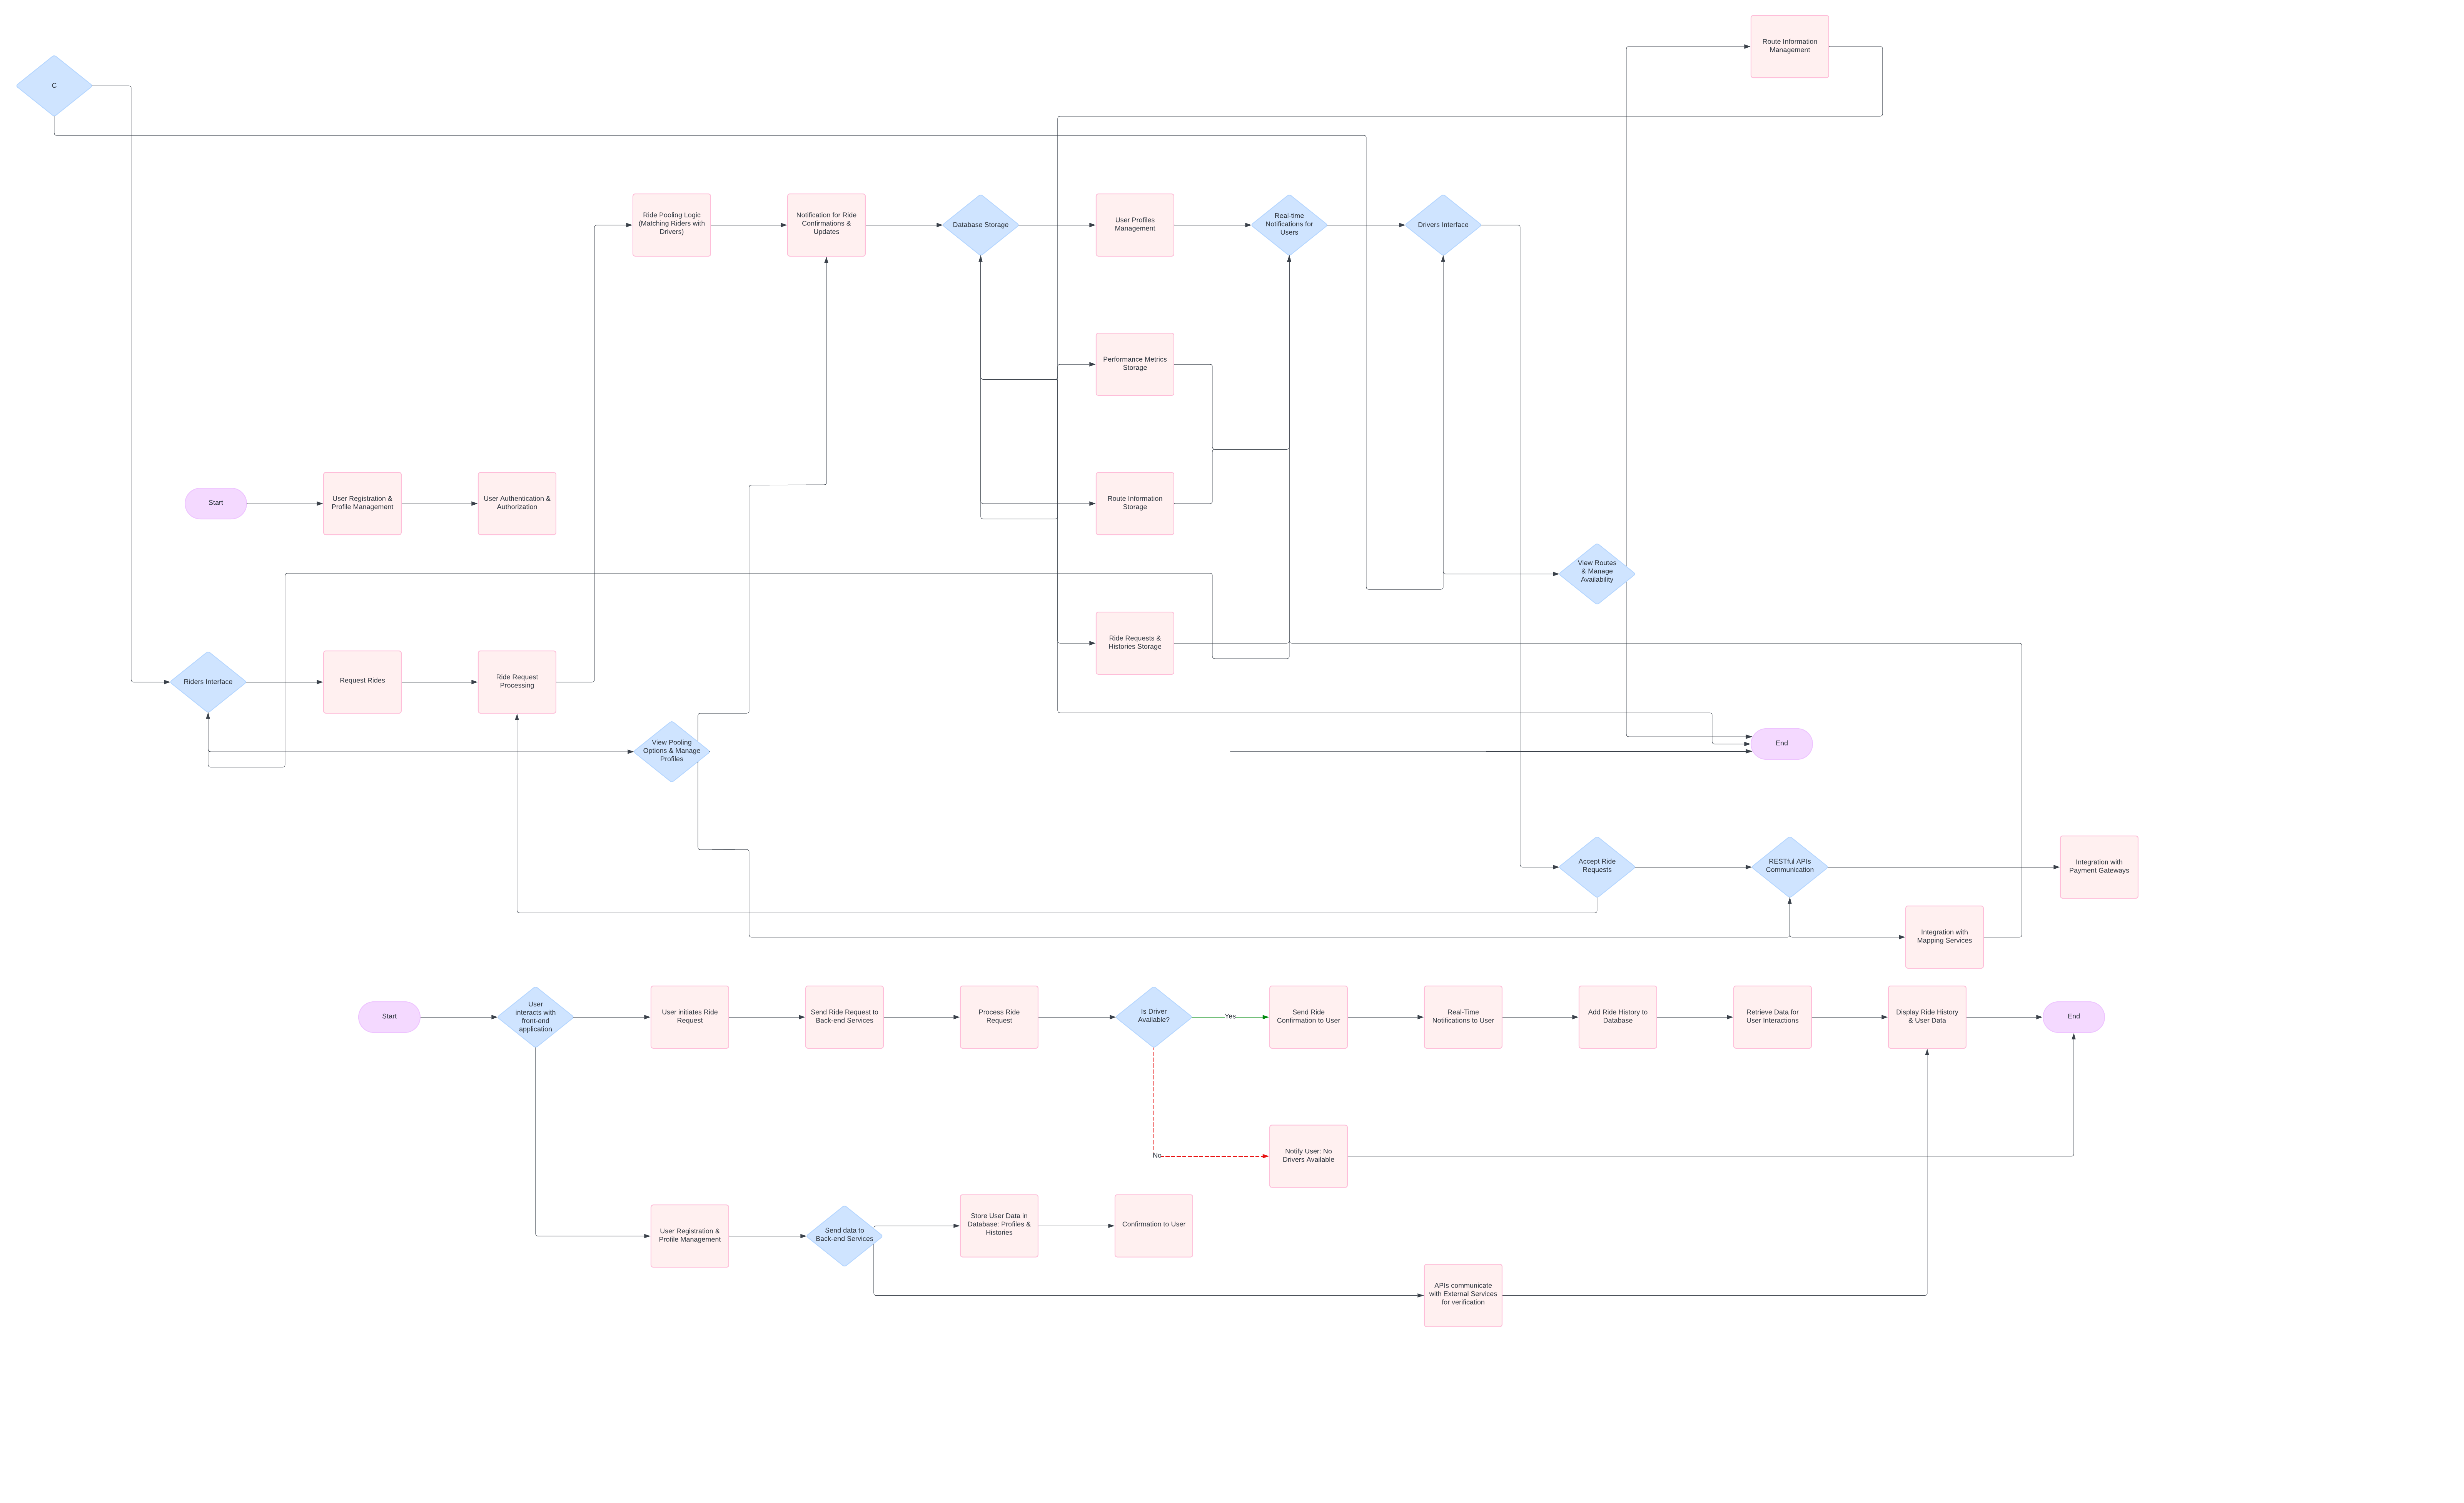 Route Information
Management
C
Ride Pooling Logic
(Matching Riders with
Drivers)
Notification for Ride
Confirmations &
Updates
Database Storage
User Profiles
Management
Real-time
Notifications for
Users
Drivers Interface
Performance Metrics
Storage
Start
User Registration &
Profile Management
User Authentication &
Authorization
Route Information
Storage
View Routes
& Manage
Availability
Ride Requests &
Histories Storage
Riders Interface
Request Rides
Ride Request
Processing
View Pooling
Options & Manage
Profiles
End
Accept Ride
Requests
RESTful APIs
Communication
Integration with
Payment Gateways
Integration with
Mapping Services
Start
User
interacts with
front-end
application
User initiates Ride
Request
Send Ride Request to
Back-end Services
Process Ride
Request
Is Driver
Available?
Yes
Send Ride
Confirmation to User
Real-Time
Notifications to User
Add Ride History to
Database
Retrieve Data for
User Interactions
Display Ride History
& User Data
End
No
Notify User: No
Drivers Available
User Registration &
Profile Management
Send data to
Back-end Services
Store User Data in
Database: Profiles &
Histories
Confirmation to User
APIs communicate
with External Services
for verification